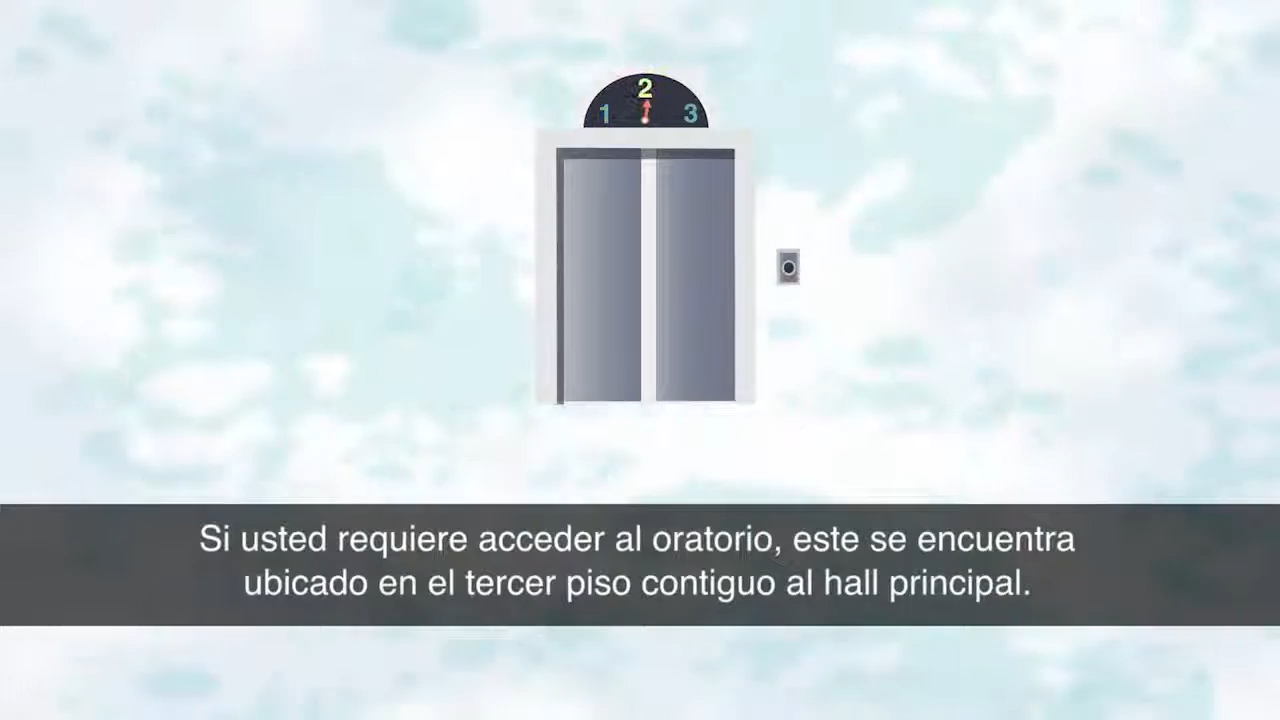 2
1 3
Si usted requiere acceder al oratorio, este se encuentra
ubicado en el tercer piso contiguo al hall principal.